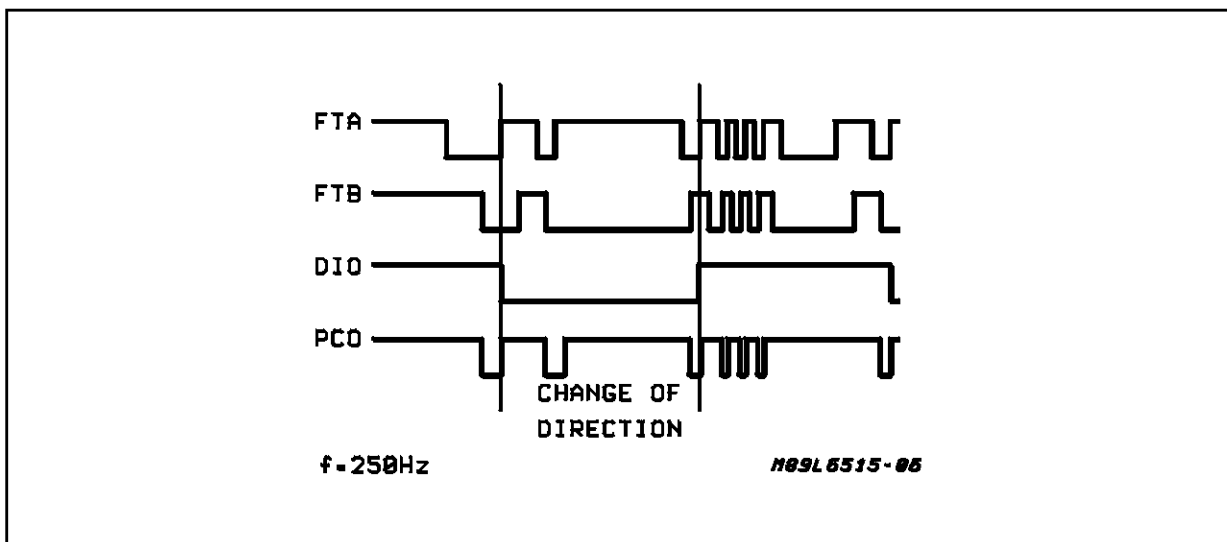 FTA
FTB
DIO
PCO
CHANGE OF
DIRECTION
f=250Hz
M89L6515-06